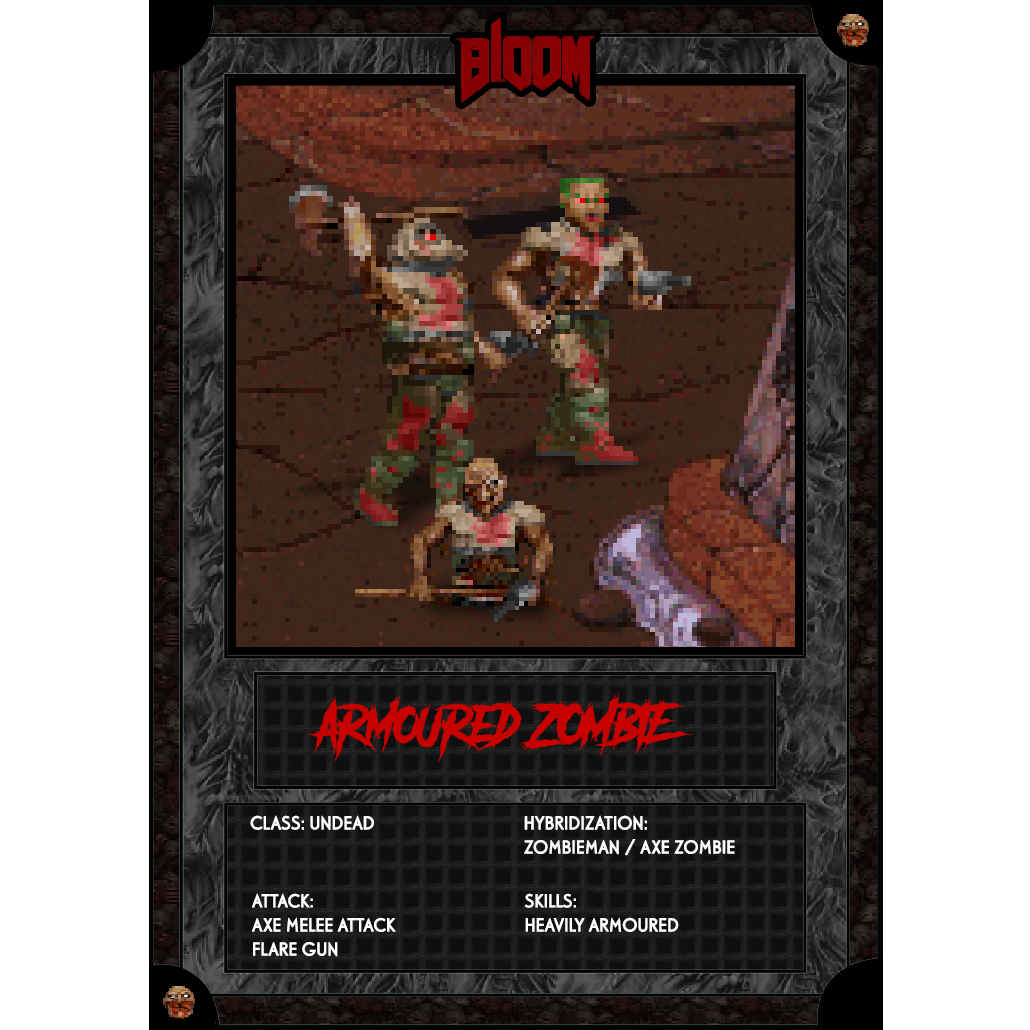 BLOOM
ARMOURED ZOMBIE
CLASS: UNDEAD
HYBRIDIZATION:
ZOMBIEMAN / AXE ZOMBIE
ATTACK:
AXE MELEE ATTACK
FLARE GUN
SKILLS:
HEAVILY ARMOURED